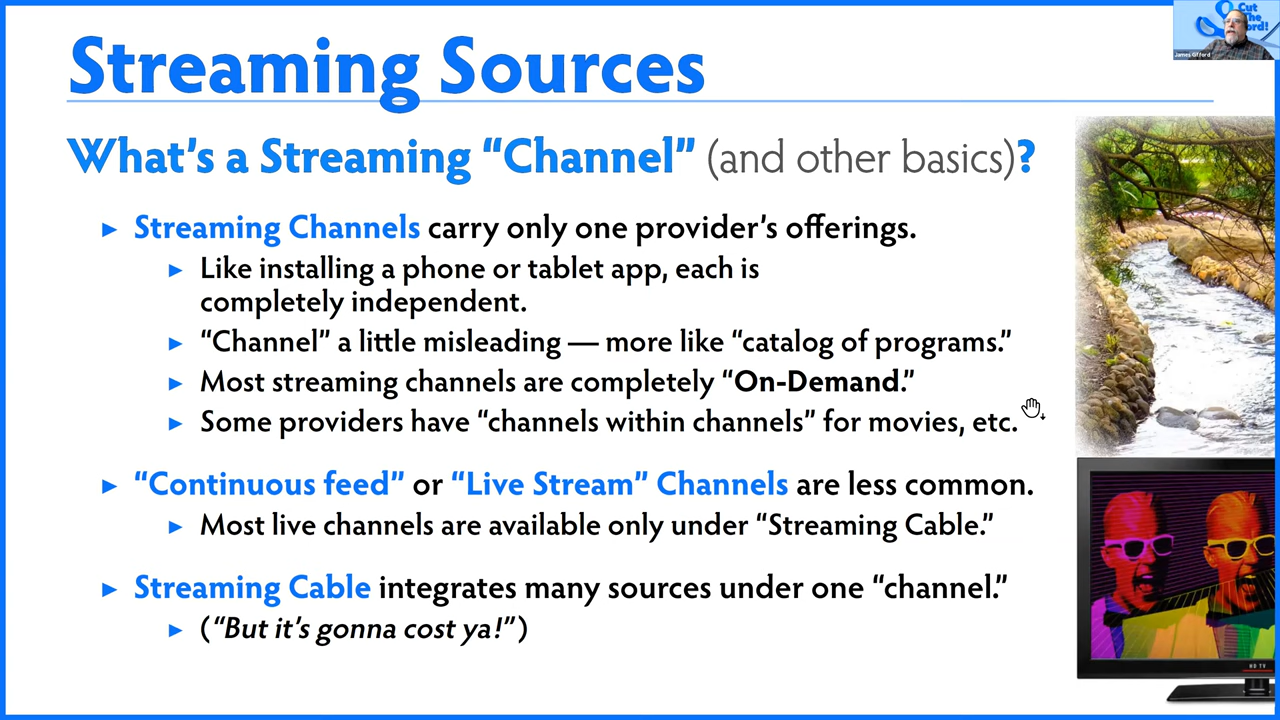 Streaming Sources
Cut
The
Cord!
James Gifford
What's a Streaming “Channel” (and other basics)?
► Streaming Channels carry only one provider's offerings.
► Like installing a phone or tablet app, each is
completely independent.
► “Channel” a little misleading — more like “catalog of programs.”
► Most streaming channels are completely “On-Demand.”
► Some providers have “channels within channels” for movies, etc.
► “Continuous feed” or “Live Stream” Channels are less common.
► Most live channels are available only under “Streaming Cable.”
► Streaming Cable integrates many sources under one “channel.”
► (“But it's gonna cost ya!”)
HD TV